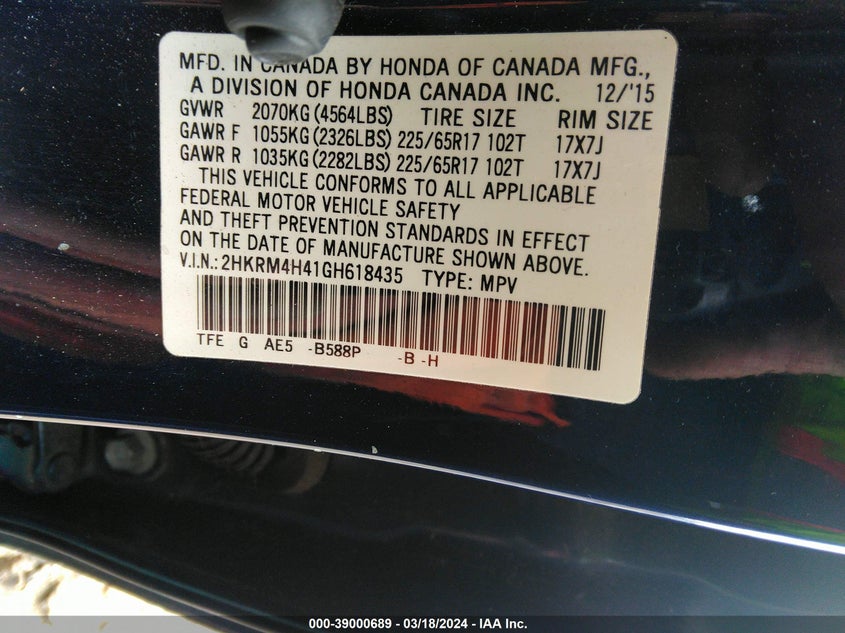 MFD. IN CANADA BY HONDA OF CANADA MFG.,
A DIVISION OF HONDA CANADA INC. 12/'15
GVWR 2070KG (4564LBS) TIRE SIZE RIM SIZE
GAWR F 1055KG (2326LBS) 225/65R17 102T 17X7J
GAWR R 1035KG (2282LBS) 225/65R17 102T 17X7J
THIS VEHICLE CONFORMS TO ALL APPLICABLE
FEDERAL MOTOR VEHICLE SAFETY
AND THEFT PREVENTION STANDARDS IN EFFECT
ON THE DATE OF MANUFACTURE SHOWN ABOVE.
V.I.N.: 2HKRM4H41GH618435 TYPE: MPV
TFE G AE5 -B588P -B -H
000-39000689 - 03/18/2024 - IAA Inc.